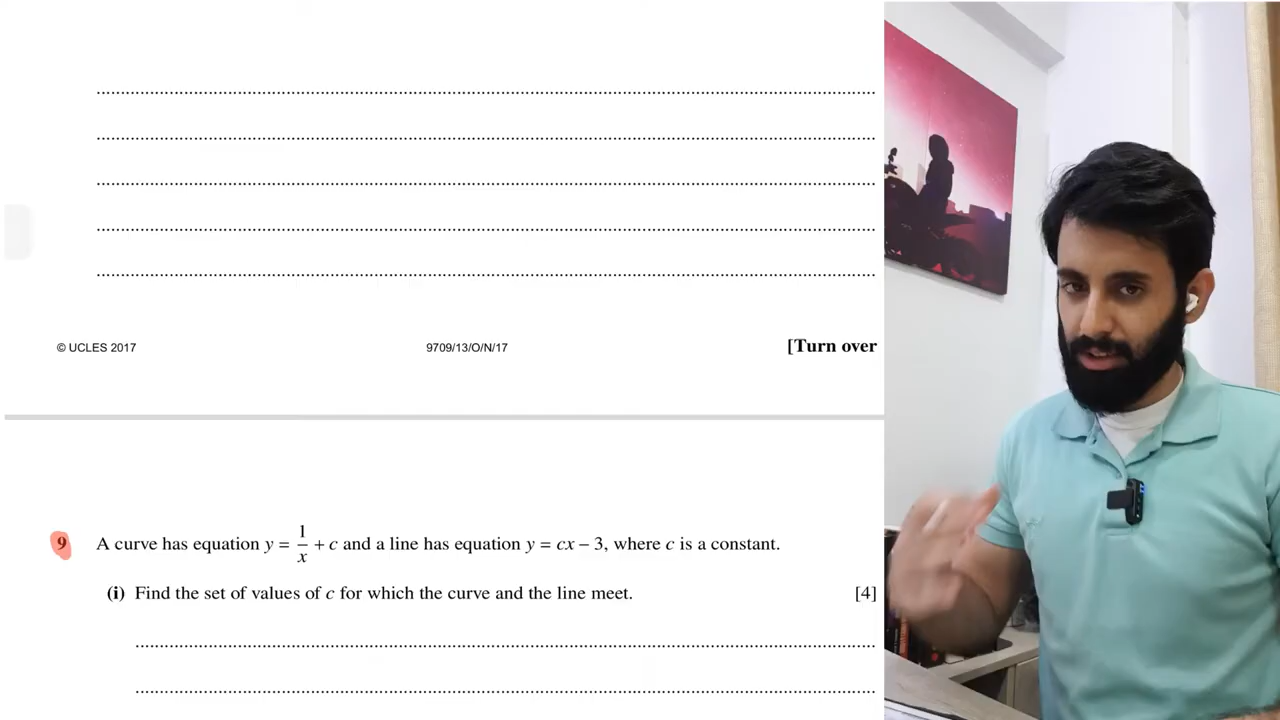 © UCLES 2017 9709/13/O/N/17 [Turn over
9 A curve has equation y = 1/x + c and a line has equation y = cx − 3, where c is a constant.
(i) Find the set of values of c for which the curve and the line meet. [4]